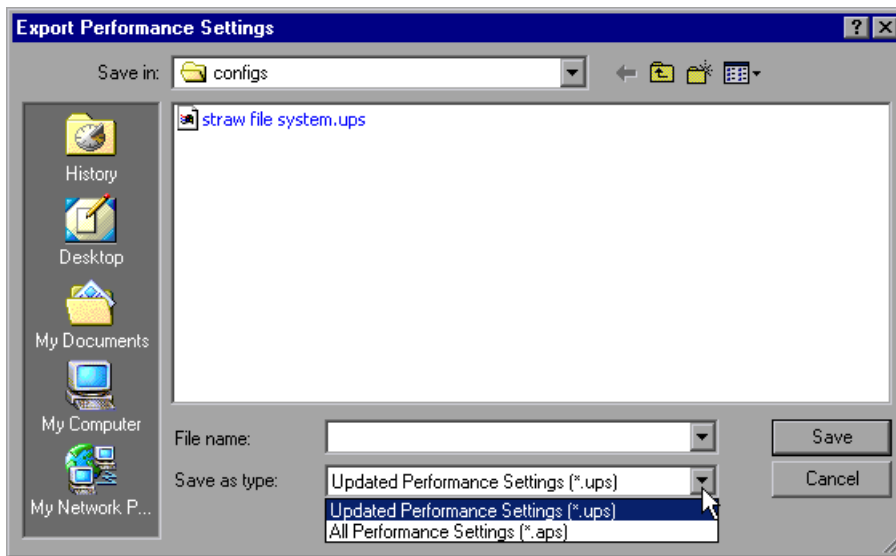 Export Performance Settings
Save in:
configs
straw file system.ups
History
Desktop
My Documents
My Computer
My Network P...
File name:
Save
Save as type:
Updated Performance Settings (*.ups)
Cancel
Updated Performance Settings (*.ups)
All Performance Settings (*.aps)